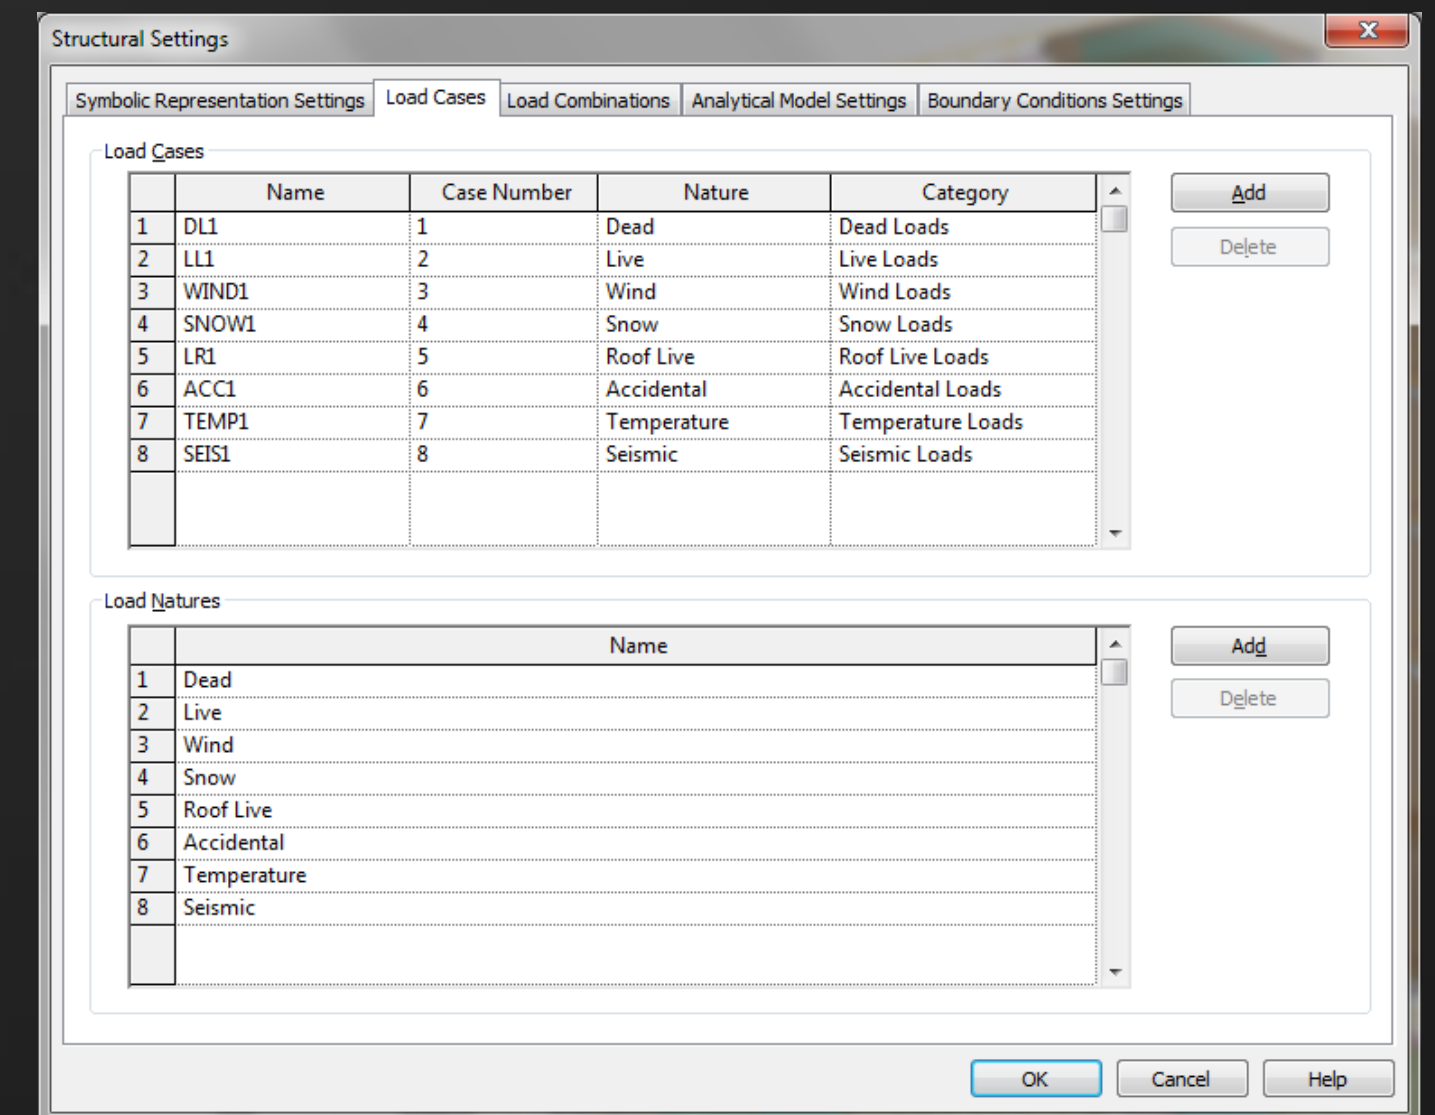 Structural Settings
Symbolic Representation Settings Load Cases Load Combinations Analytical Model Settings Boundary Conditions Settings
Load Cases
Name Case Number Nature Category Add
1 DL1 1 Dead Dead Loads
Delete
2 LL1 2 Live Live Loads
3 WIND1 3 Wind Wind Loads
4 SNOW1 4 Snow Snow Loads
5 LR1 5 Roof Live Roof Live Loads
6 ACC1 6 Accidental Accidental Loads
7 TEMP1 7 Temperature Temperature Loads
8 SEIS1 8 Seismic Seismic Loads
Load Natures
Name Add
1 Dead
Delete
2 Live
3 Wind
4 Snow
5 Roof Live
6 Accidental
7 Temperature
8 Seismic
OK Cancel Help